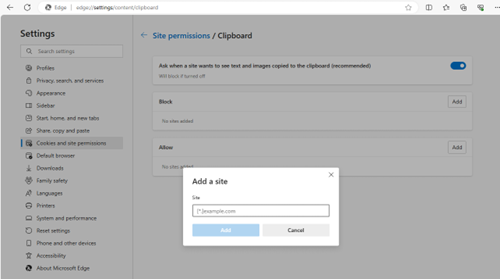 Edge
edge://settings/content/clipboard
Settings
Search settings
Profiles
Privacy, search, and services
Appearance
Sidebar
Start, home, and new tabs
Share, copy and paste
Cookies and site permissions
Default browser
Downloads
Family safety
Languages
Printers
System and performance
Reset settings
Phone and other devices
Accessibility
About Microsoft Edge
Site permissions / Clipboard
Ask when a site wants to see text and images copied to the clipboard (recommended)
Will block if turned off
Block
Add
No sites added
Allow
Add
No sites added
Add a site
Site
[*.]example.com
Add
Cancel